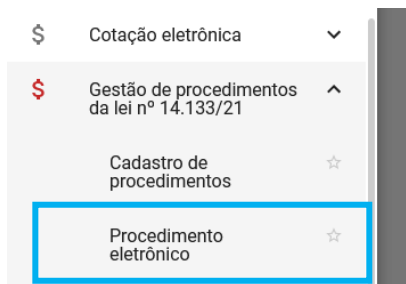 $ Cotação eletrônica
$ Gestão de procedimentos
da lei nº 14.133/21
Cadastro de
procedimentos
Procedimento
eletrônico